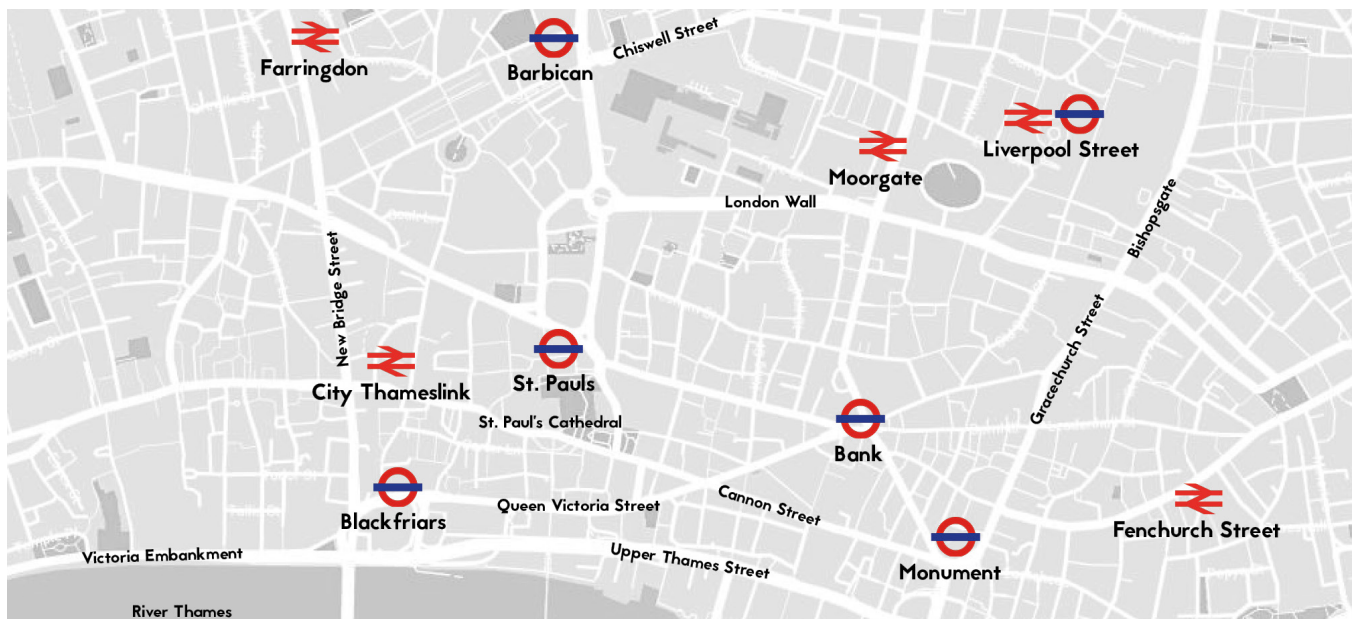 Chiswell Street
Farringdon
Barbican
Liverpool Street
Moorgate
London Wall
Bishopsgate
New Bridge Street
Gracechurch Street
City Thameslink
St. Pauls
St. Paul's Cathedral
Bank
Cannon Street
Queen Victoria Street
Blackfriars
Fenchurch Street
Victoria Embankment
Upper Thames Street
Monument
River Thames